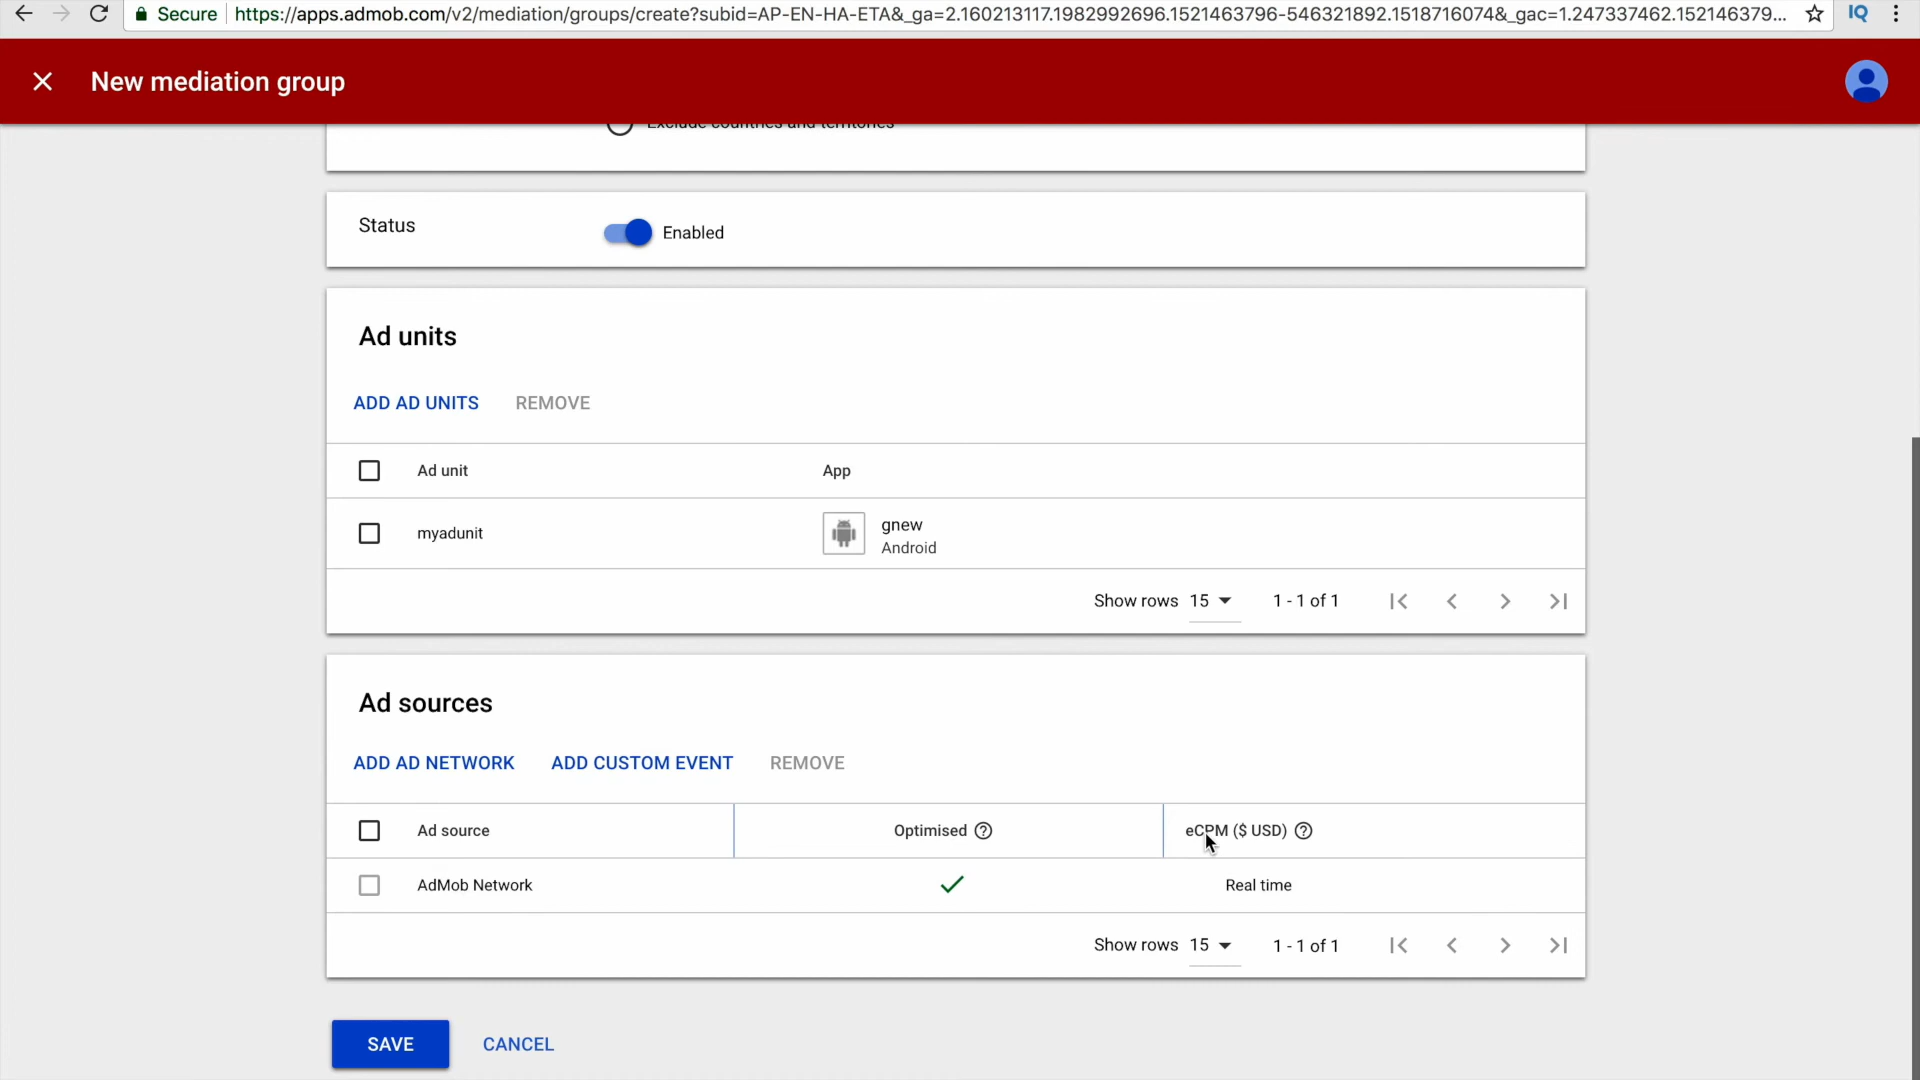 Secure
https://apps.admob.com/v2/mediation/groups/create?subid=AP-EN-HA-ETA&_ga=2.160213117.1982992696.1521463796-546321892.1518716074&_gac=1.247337462.152146379...
IQ
New mediation group
Exclude countries and territories
Status
Enabled
Ad units
ADD AD UNITS REMOVE
Ad unit App
myadunit gnew
Android
Show rows 15 1 - 1 of 1
Ad sources
ADD AD NETWORK ADD CUSTOM EVENT REMOVE
Ad source Optimised ? eCPM ($ USD) ?
AdMob Network Real time
Show rows 15 1 - 1 of 1
SAVE CANCEL